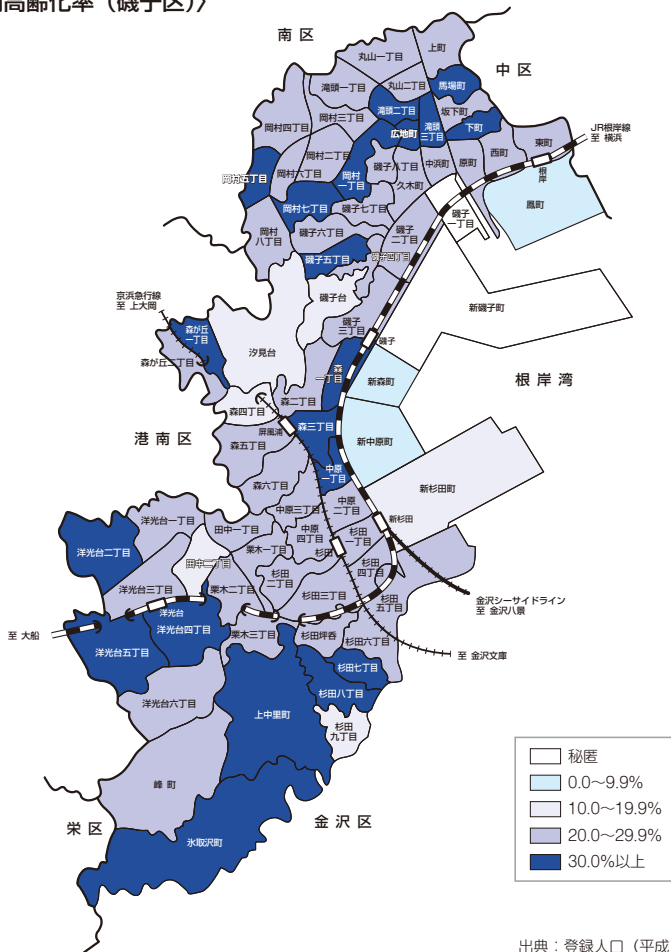 高齢化率（磯子区）〉
南 区
上町
丸山一丁目
中 区
丸山二丁目
馬場町
滝頭一丁目
滝頭二丁目
坂下町
岡村三丁目
岡村四丁目
広地町
滝頭
三丁目
下町
JR根岸線
至 横浜
東町
西町
原町
岡村二丁目
磯子八丁目
中浜町
根岸
岡村六丁目
岡村五丁目
岡村
一丁目
久木町
鳳町
岡村七丁目
磯子七丁目
磯子
一丁目
岡村
八丁目
磯子六丁目
磯子
二丁目
磯子五丁目
磯子四丁目
京浜急行線
至 上大岡
磯子台
新磯子町
森が丘
一丁目
磯子
三丁目
磯子
汐見台
森が丘二丁目
森
一丁目
新森町
根 岸 湾
森二丁目
森四丁目
港 南 区
屏風浦
森三丁目
新中原町
森五丁目
中原
一丁目
森六丁目
新杉田町
中原
二丁目
中原三丁目
洋光台一丁目
田中一丁目
中原
四丁目
新杉田
杉田
一丁目
洋光台二丁目
栗木一丁目
杉田
田中二丁目
杉田
四丁目
杉田
二丁目
洋光台三丁目
栗木二丁目
杉田三丁目
杉田
五丁目
金沢シーサイドライン
至 金沢八景
洋光台
洋光台四丁目
至 大船
栗木三丁目
杉田坪呑
杉田六丁目
洋光台五丁目
至 金沢文庫
杉田七丁目
杉田八丁目
洋光台六丁目
上中里町
杉田
九丁目
峰 町
栄 区
金 沢 区
氷取沢町
秘匿
0.0～9.9%
10.0～19.9%
20.0～29.9%
30.0%以上
出典：登録人口（平成